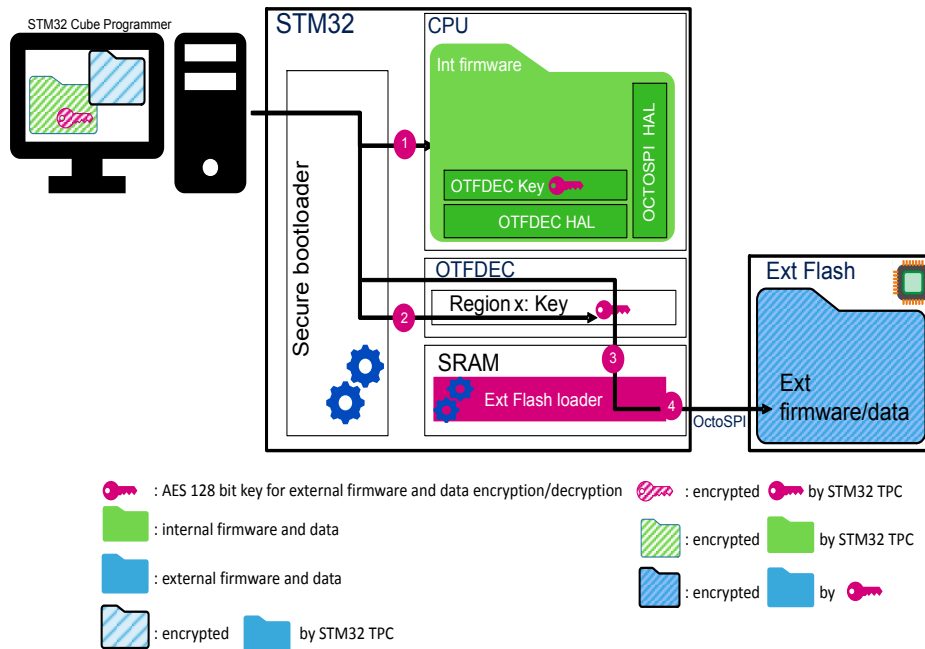 STM32 Cube Programmer
STM32
CPU
Int firmware
Secure bootloader
1
OCTOSPI HAL
OTFDEC Key
OTFDEC HAL
OTFDEC
Region x: Key
2
3
SRAM
Ext Flash loader
4
OctoSPI
Ext Flash
Ext
firmware/data
: AES 128 bit key for external firmware and data encryption/decryption
: encrypted by STM32 TPC
: internal firmware and data
: encrypted by STM32 TPC
: external firmware and data
: encrypted by
: encrypted by STM32 TPC